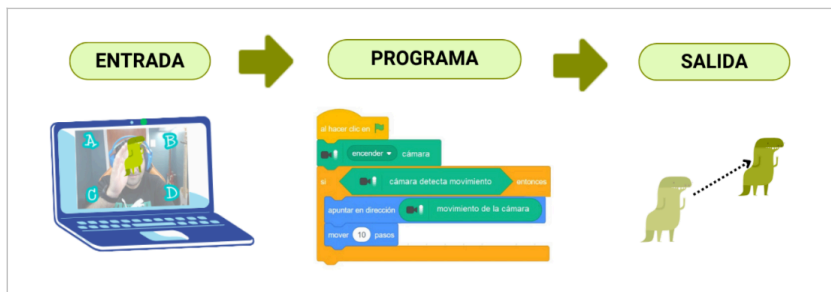 ENTRADA
PROGRAMA
SALIDA
A
B
C
D
al hacer clic en
encender cámara
si cámara detecta movimiento entonces
apuntar en dirección movimiento de la cámara
mover 10 pasos